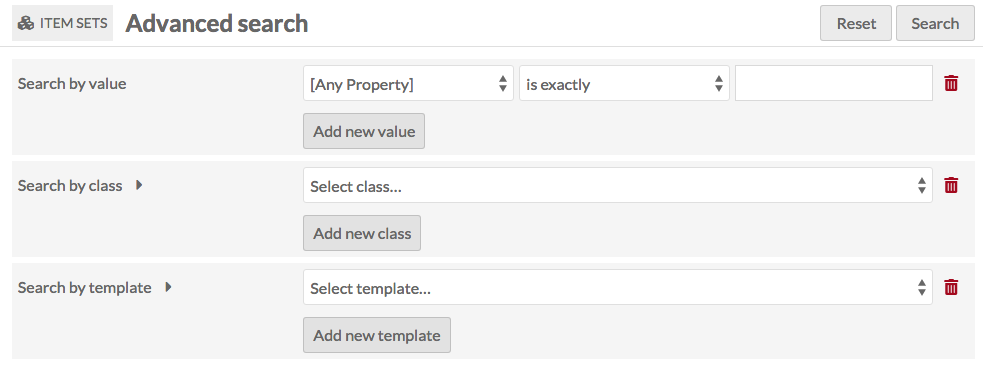 ITEM SETS Advanced search Reset Search
Search by value [Any Property] is exactly
Add new value
Search by class Select class...
Add new class
Search by template Select template...
Add new template